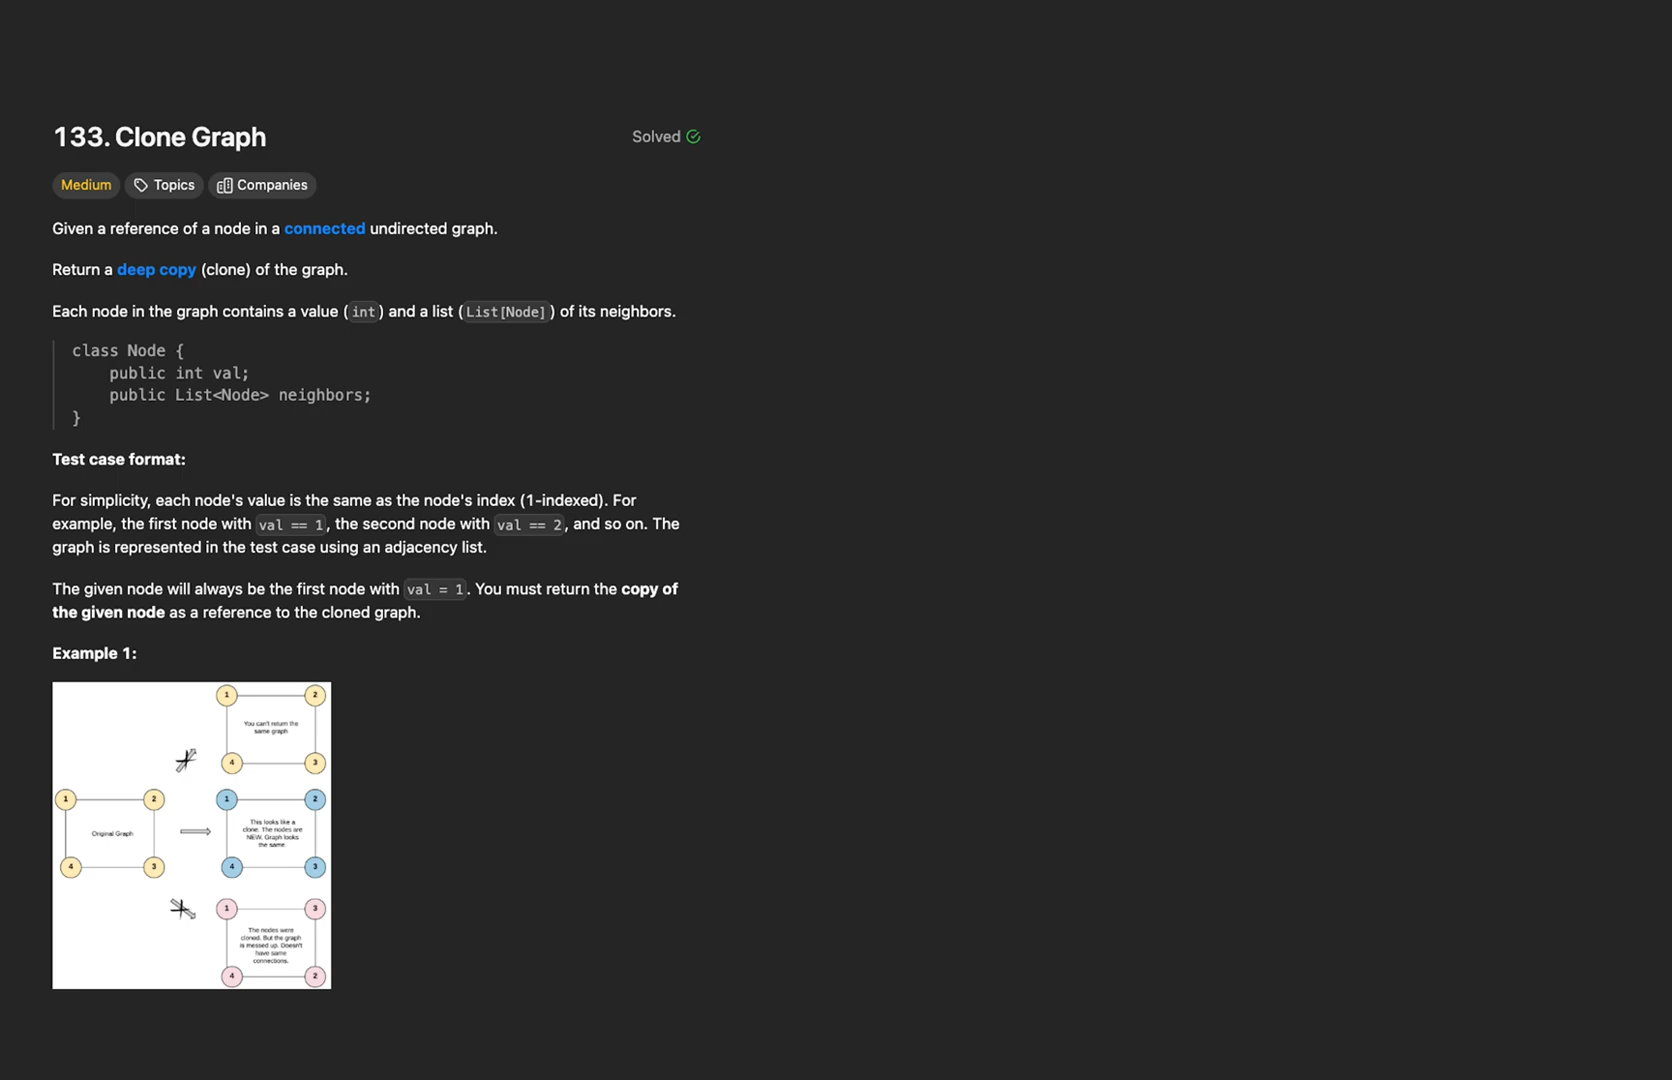 133. Clone Graph
Solved
Medium
Topics
Companies
Given a reference of a node in a connected undirected graph.
Return a deep copy (clone) of the graph.
Each node in the graph contains a value (int) and a list (List[Node]) of its neighbors.
class Node {
    public int val;
    public List<Node> neighbors;
}
Test case format:
For simplicity, each node's value is the same as the node's index (1-indexed). For
example, the first node with val == 1, the second node with val == 2, and so on. The
graph is represented in the test case using an adjacency list.
The given node will always be the first node with val = 1. You must return the copy of
the given node as a reference to the cloned graph.
Example 1:
1
2
You can't return the
same graph
4
3
1
2
Original Graph
4
3
1
2
This looks like a
clone. The nodes are
NEW. Graph looks
the same
4
3
1
3
The nodes were
cloned. But the graph
is messed up. Doesn't
have same
connections.
4
2